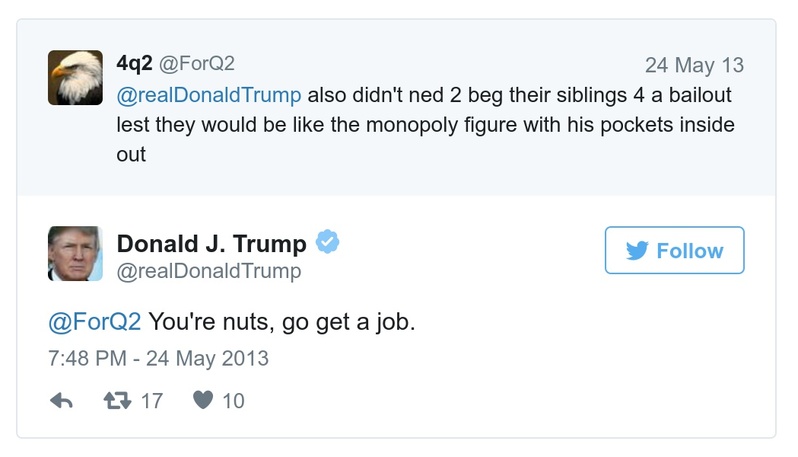 4q2 @ForQ2 24 May 13
@realDonaldTrump also didn't ned 2 beg their siblings 4 a bailout
lest they would be like the monopoly figure with his pockets inside
out
Donald J. Trump
@realDonaldTrump
Follow
@ForQ2 You're nuts, go get a job.
7:48 PM - 24 May 2013
17 10